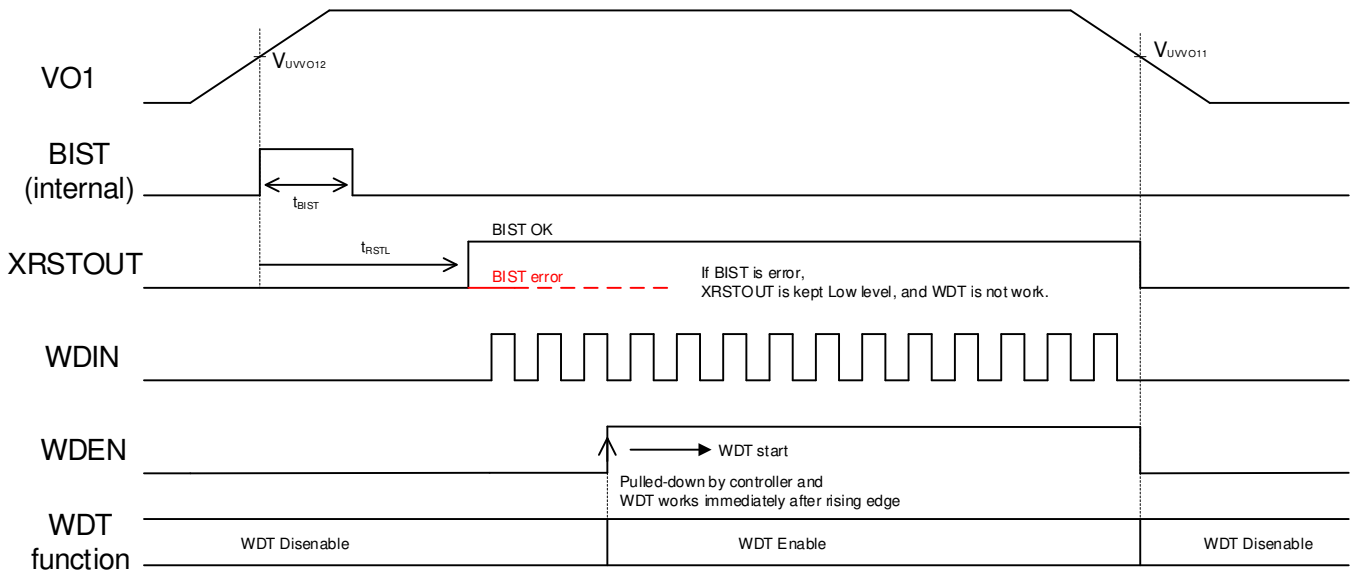 VO1
VUVVO12
VUVVO11
BIST
(internal)
tBIST
XRSTOUT
tRSTL
BIST OK
BIST error
If BIST is error,
XRSTOUT is kept Low level, and WDT is not work.
WDIN
WDEN
WDT start
Pulled-down by controller and
WDT works immediately after rising edge
WDT
function
WDT Disenable
WDT Enable
WDT Disenable